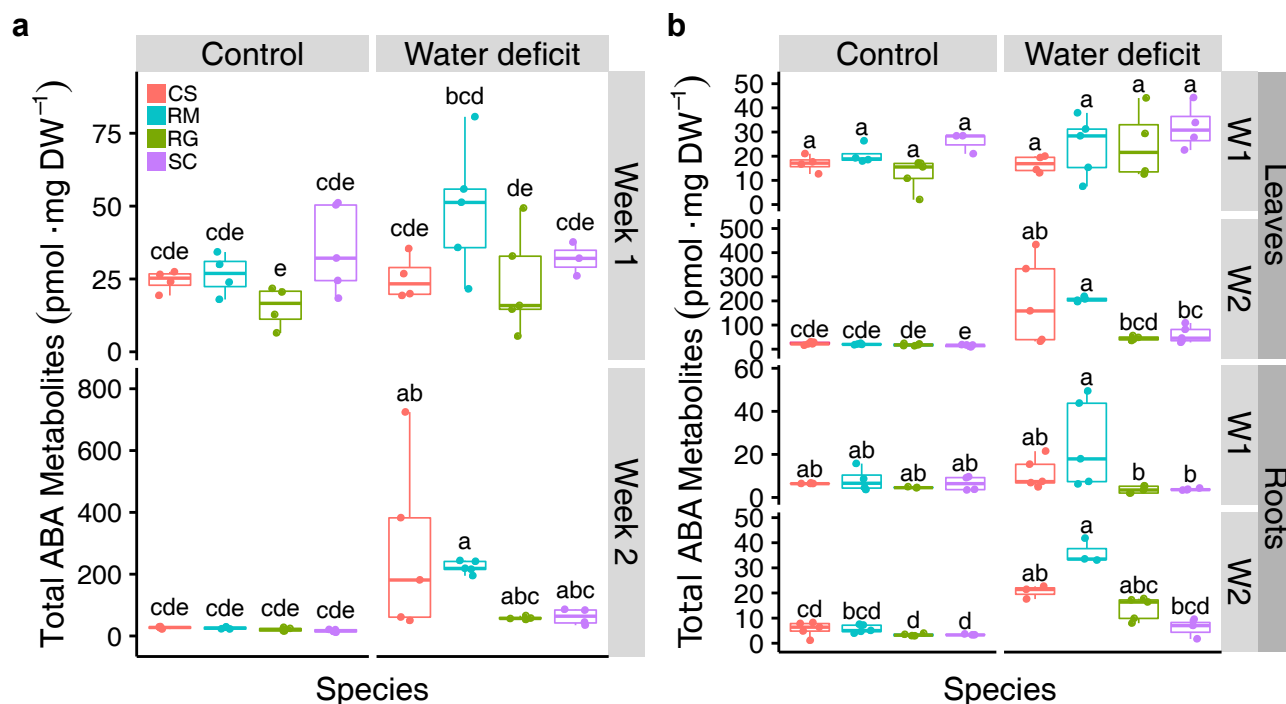 a
Control
Water deficit
Total ABA Metabolites (pmol·mg DW⁻¹)
CS
RM
RG
SC
75
50
25
0
cde
cde
e
cde
cde
bcd
de
cde
Week 1
800
600
400
200
0
cde
cde
cde
cde
ab
a
abc
abc
Week 2
Species
b
Control
Water deficit
Total ABA Metabolites (pmol·mg DW⁻¹)
50
40
30
20
10
0
a
a
a
a
a
a
a
a
W1
Leaves
500
400
300
200
100
0
cde
cde
de
e
ab
a
bcd
bc
W2
60
40
20
0
ab
ab
ab
ab
ab
a
b
b
W1
Roots
50
40
30
20
10
0
cd
bcd
d
d
ab
a
abc
bcd
W2
Species